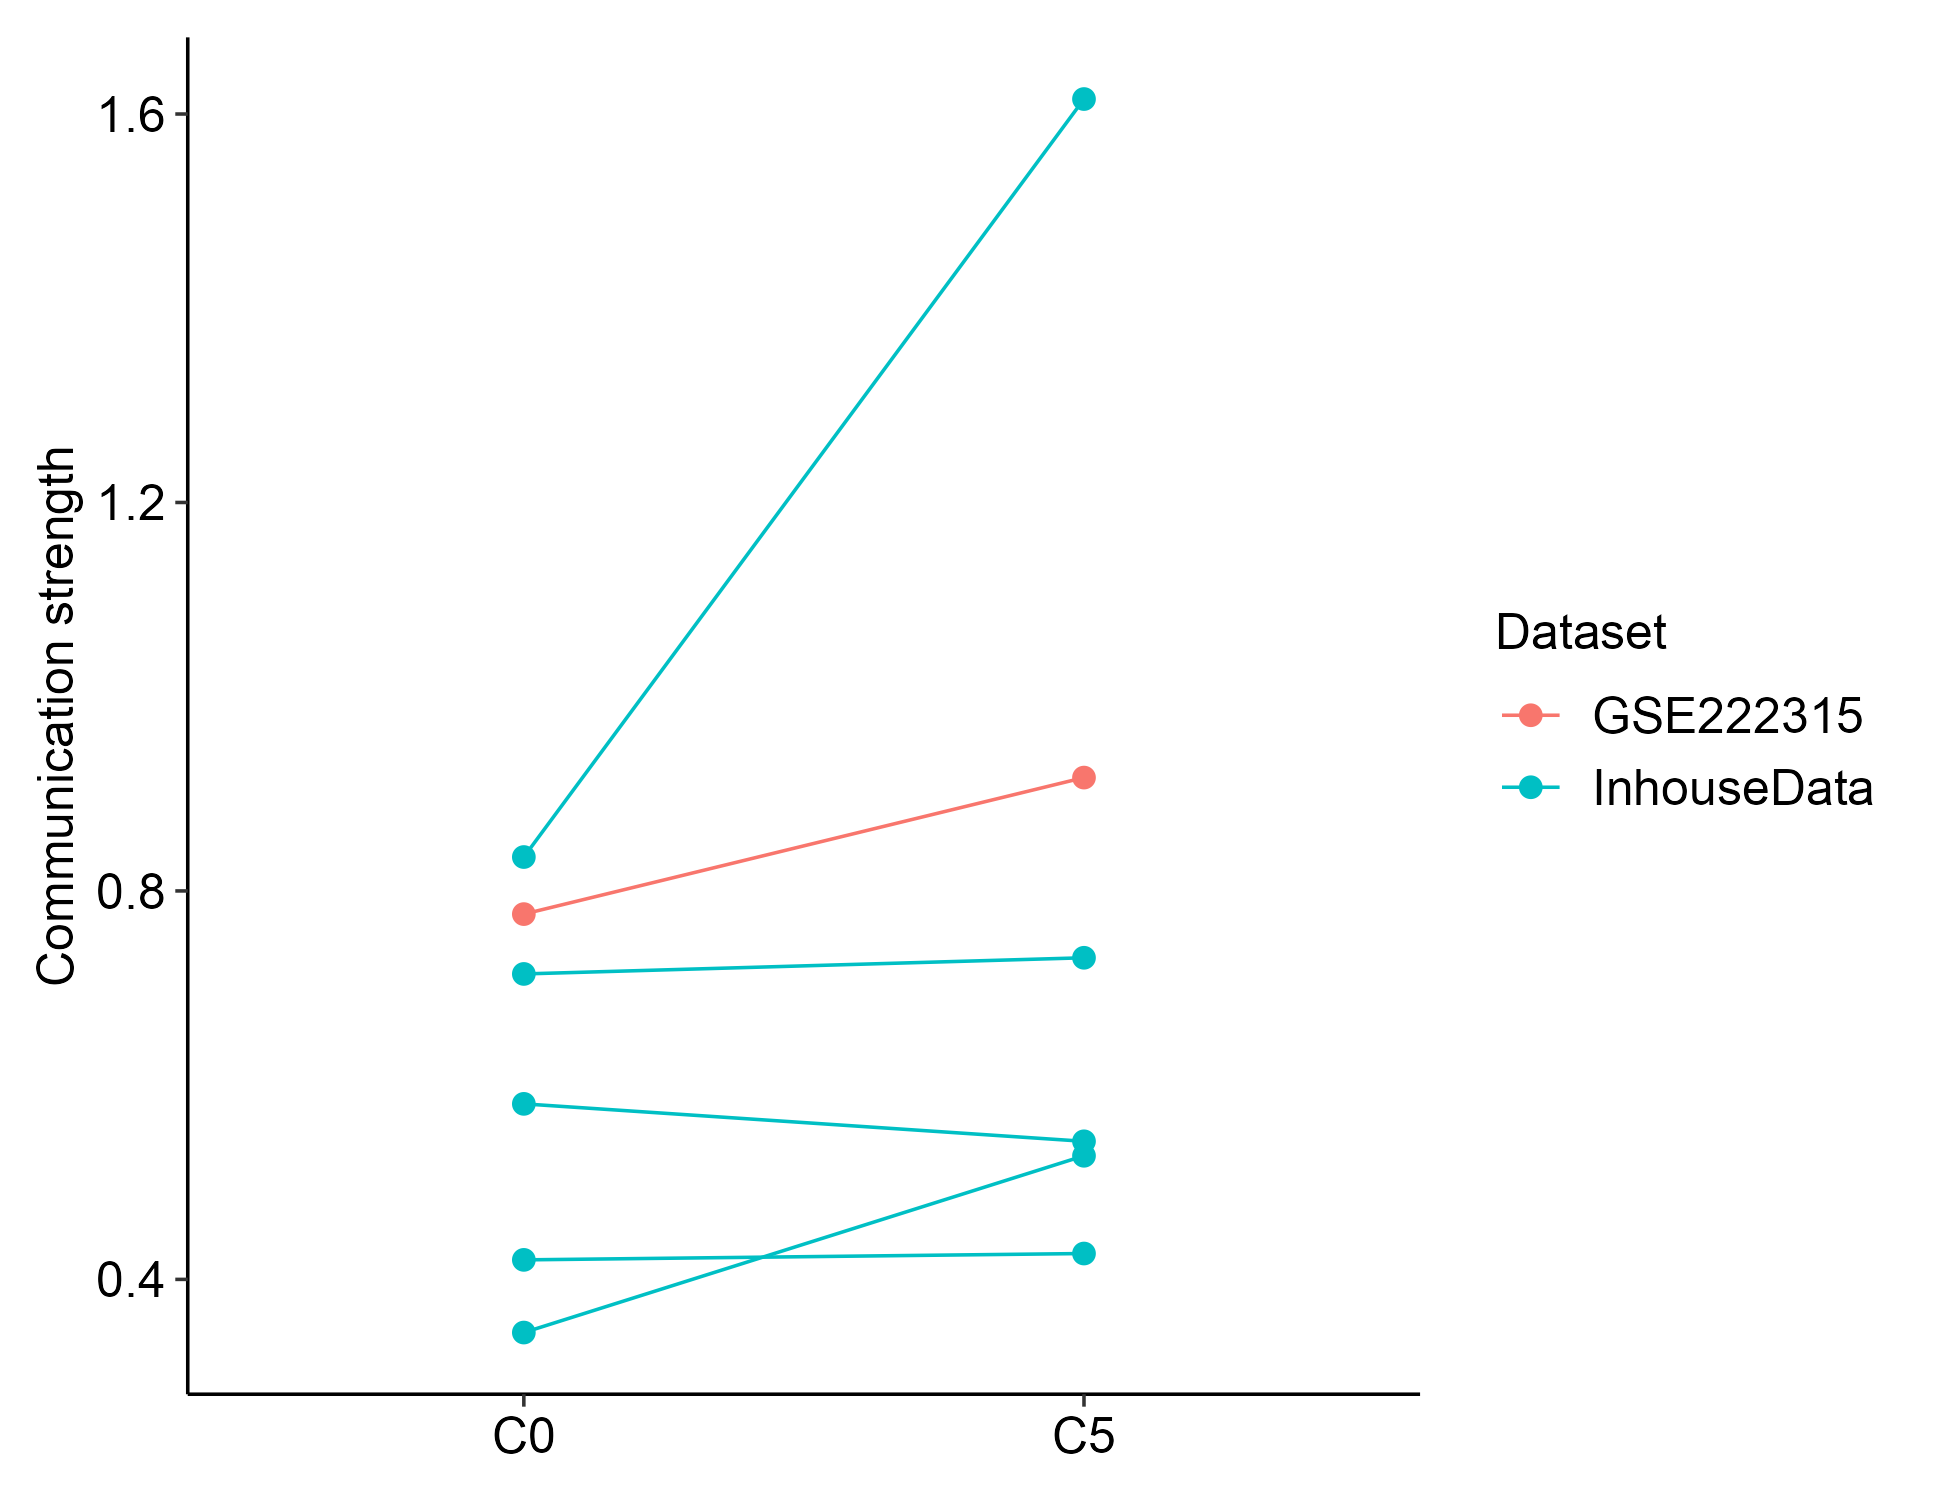 Communication strength
1.6
1.2
0.8
0.4
C0
C5
Dataset
GSE222315
InhouseData